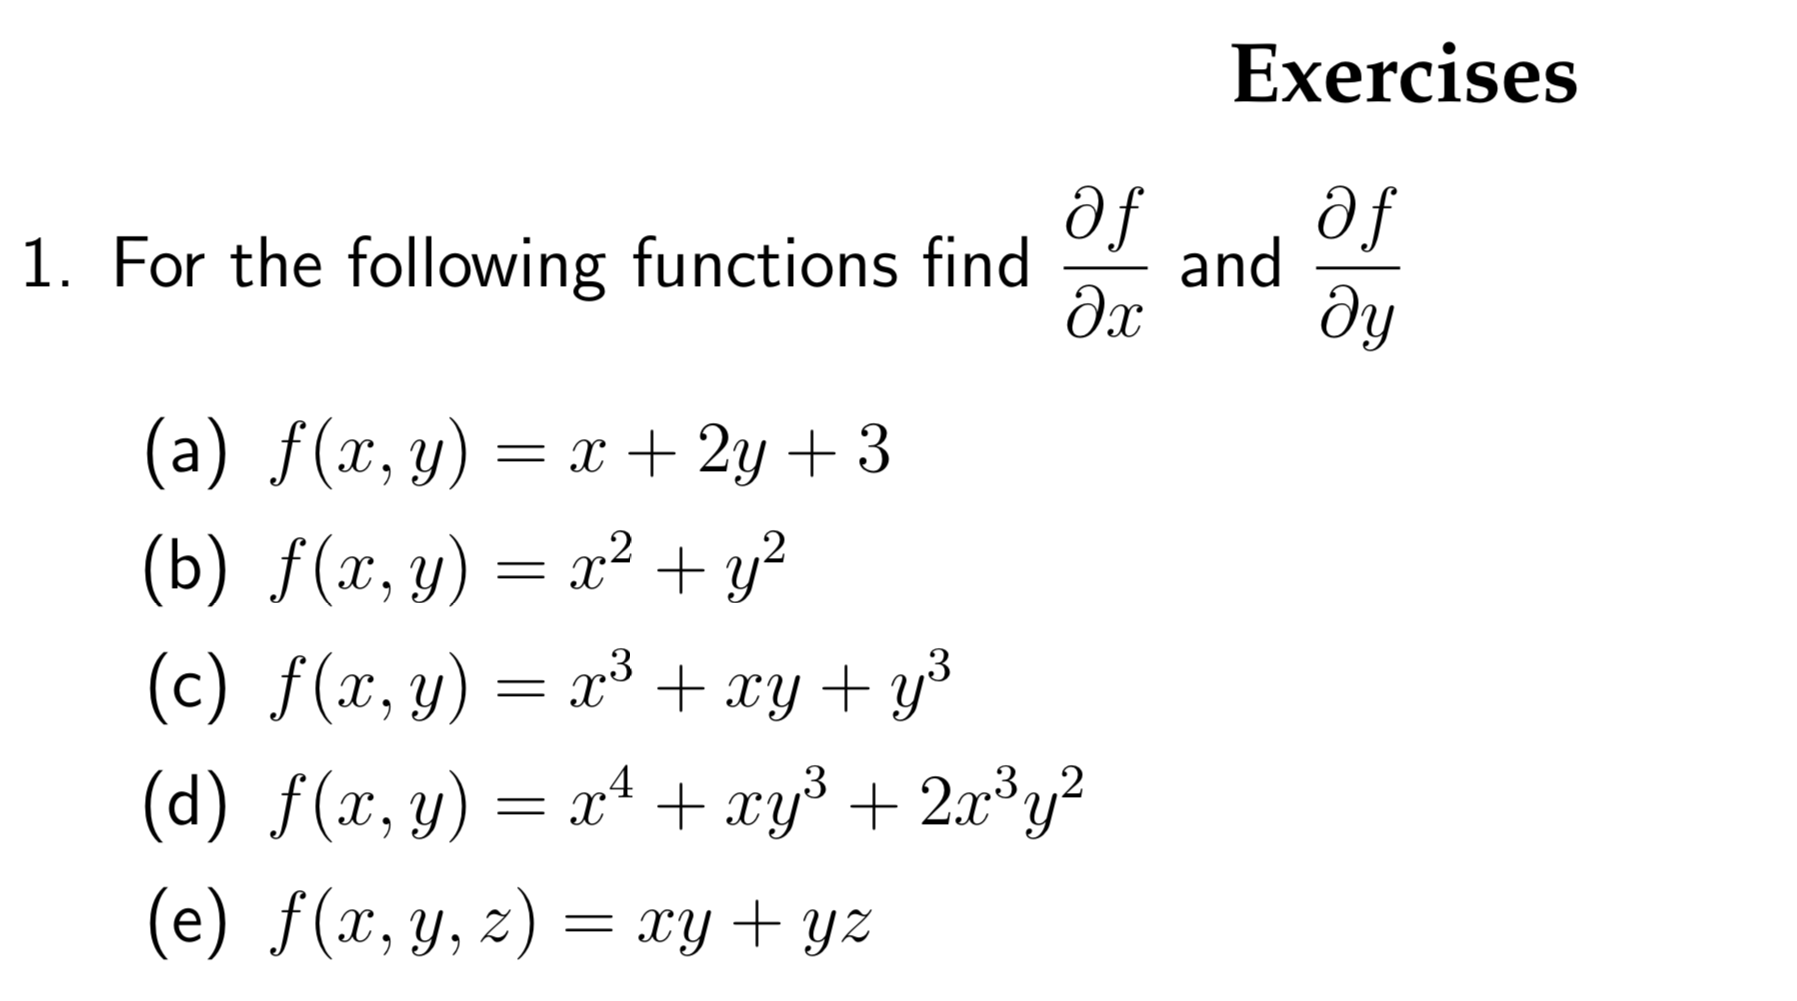 Exercises
1. For the following functions find ∂f/∂x and ∂f/∂y
(a) f(x, y) = x + 2y + 3
(b) f(x, y) = x² + y²
(c) f(x, y) = x³ + xy + y³
(d) f(x, y) = x⁴ + xy³ + 2x³y²
(e) f(x, y, z) = xy + yz